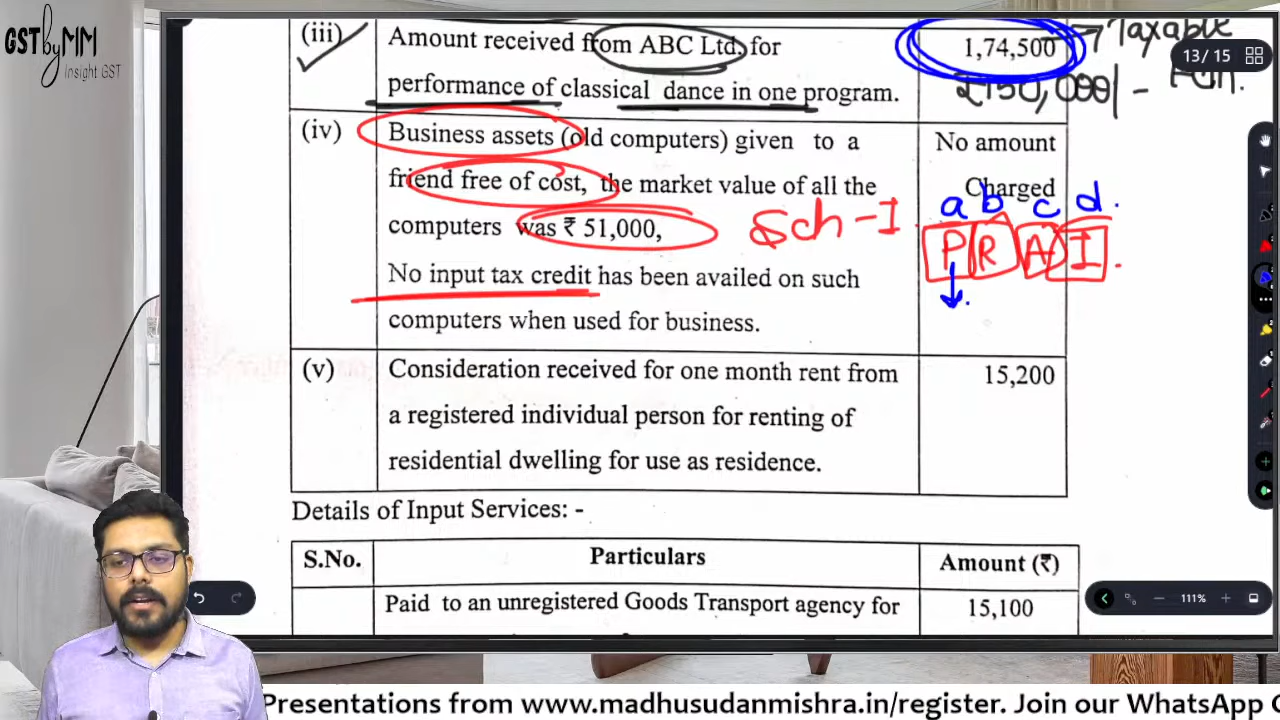 GST by MM
Insight GST
(iii) Amount received from ABC Ltd. for 1,74,500 → Taxable
performance of classical dance in one program. ₹150,000/-
13 / 15
(iv) Business assets (old computers) given to a No amount
friend free of cost, the market value of all the Charged
computers was ₹ 51,000, Sch-I
a b c d.
P R A I.
No input tax credit has been availed on such
computers when used for business.
(v) Consideration received for one month rent from 15,200
a registered individual person for renting of
residential dwelling for use as residence.
Details of Input Services: -
S.No. Particulars Amount (₹)
Paid to an unregistered Goods Transport agency for 15,100
111%
Presentations from www.madhusudanmishra.in/register. Join our WhatsApp